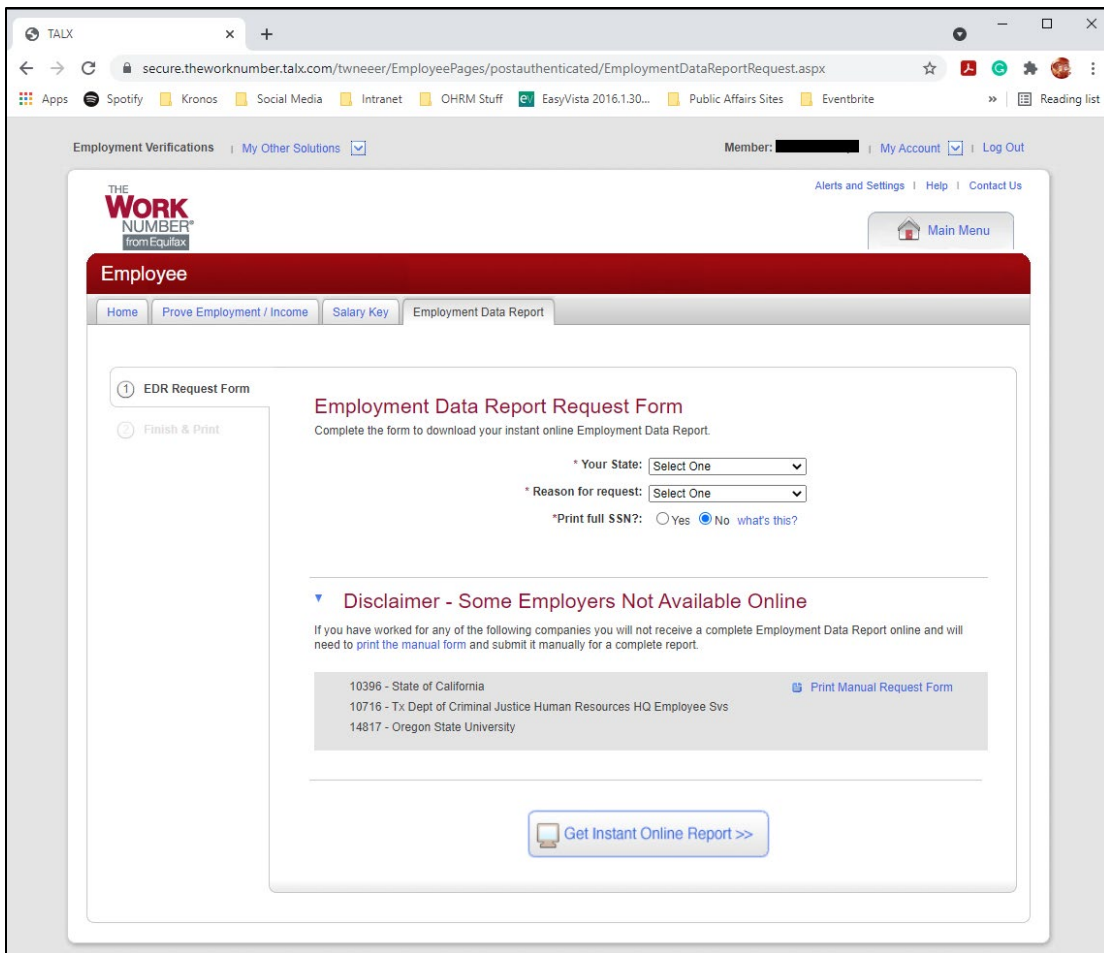 TALX
secure.theworknumber.talx.com/twneeer/EmployeePages/postauthenticated/EmploymentDataReportRequest.aspx
Apps Spotify Kronos Social Media Intranet OHRM Stuff EasyVista 2016.1.30... Public Affairs Sites Eventbrite » Reading list
Employment Verifications | My Other Solutions Member: | My Account | Log Out
Alerts and Settings | Help | Contact Us
THE
WORK
NUMBER®
from Equifax
Main Menu
Employee
Home Prove Employment / Income Salary Key Employment Data Report
1 EDR Request Form
2 Finish & Print
Employment Data Report Request Form
Complete the form to download your instant online Employment Data Report.
* Your State: Select One
* Reason for request: Select One
*Print full SSN?: Yes No what's this?
Disclaimer - Some Employers Not Available Online
If you have worked for any of the following companies you will not receive a complete Employment Data Report online and will
need to print the manual form and submit it manually for a complete report.
10396 - State of California Print Manual Request Form
10716 - Tx Dept of Criminal Justice Human Resources HQ Employee Svs
14817 - Oregon State University
Get Instant Online Report >>